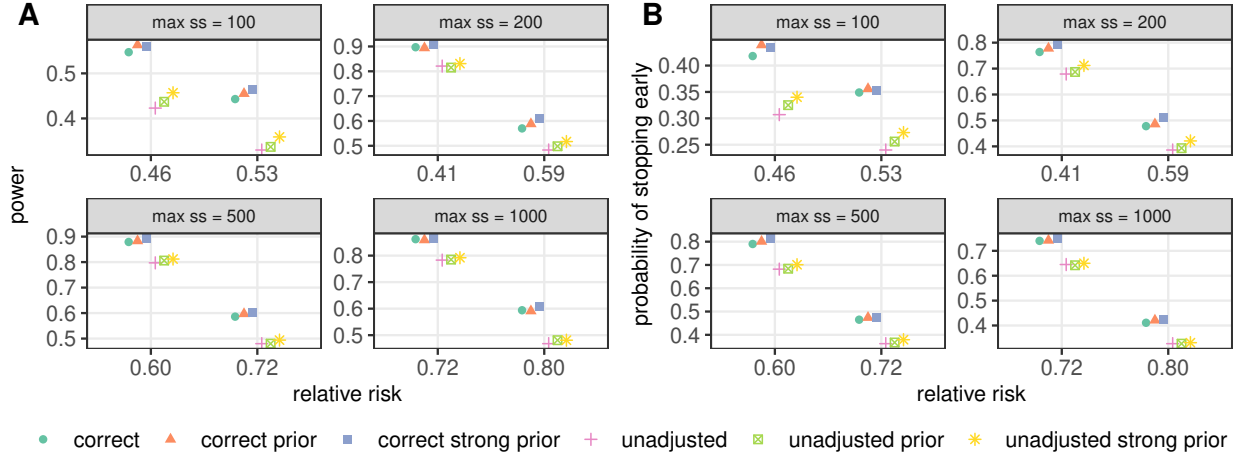 A
B
max ss = 100
max ss = 200
max ss = 100
max ss = 200
0.5
0.4
0.9
0.8
0.7
0.6
0.5
0.40
0.35
0.30
0.25
0.8
0.7
0.6
0.5
0.4
0.46
0.53
0.41
0.59
0.46
0.53
0.41
0.59
power
probability of stopping early
max ss = 500
max ss = 1000
max ss = 500
max ss = 1000
0.9
0.8
0.7
0.6
0.5
0.8
0.7
0.6
0.5
0.8
0.7
0.6
0.5
0.4
0.7
0.6
0.5
0.4
0.60
0.72
0.72
0.80
0.60
0.72
0.72
0.80
relative risk
relative risk
correct
correct prior
correct strong prior
unadjusted
unadjusted prior
unadjusted strong prior